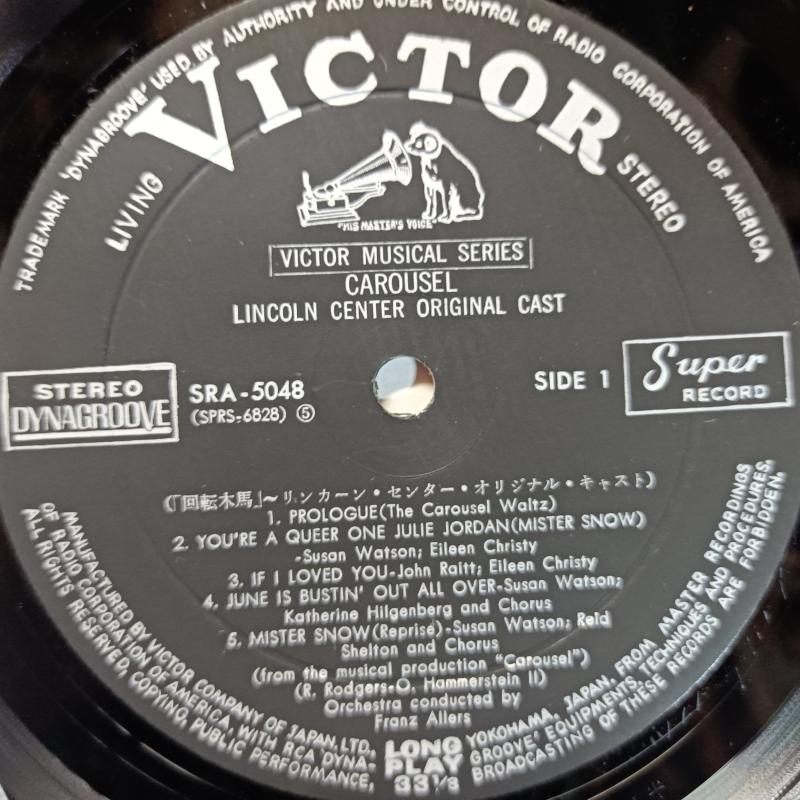 TRADEMARK 'DYNAGROOVE' USED BY AUTHORITY AND UNDER CONTROL OF RADIO CORPORATION OF AMERICA
VICTOR
LIVING
STEREO
"HIS MASTER'S VOICE"
VICTOR MUSICAL SERIES
CAROUSEL
LINCOLN CENTER ORIGINAL CAST
STEREO
DYNAGROOVE
SRA-5048
(SPRS-6828) ⑤
SIDE 1
Super
RECORD
(「回転木馬」~リンカーン・センター・オリジナル・キャスト)
1. PROLOGUE(The Carousel Waltz)
2. YOU'RE A QUEER ONE JULIE JORDAN(MISTER SNOW)
-Susan Watson; Eileen Christy
3. IF I LOVED YOU-John Raitt; Eileen Christy
4. JUNE IS BUSTIN' OUT ALL OVER-Susan Watson;
Katherine Hilgenberg and Chorus
5. MISTER SNOW(Reprise)-Susan Watson; Reid
Shelton and Chorus
(from the musical production "Carousel")
(R. Rodgers-O. Hammerstein II)
Orchestra conducted by
Franz Allers
LONG
PLAY
33 1/3
MANUFACTURED BY VICTOR COMPANY OF JAPAN, LTD., YOKOHAMA, JAPAN, FROM MASTER RECORDINGS
OF RADIO CORPORATION OF AMERICA, WITH RCA DYNAGROOVE' EQUIPMENTS, TECHNIQUES AND PROCEDURES.
ALL RIGHTS RESERVED, COPYING, PUBLIC PERFORMANCE, BROADCASTING OF THESE RECORDS ARE FORBIDDEN.